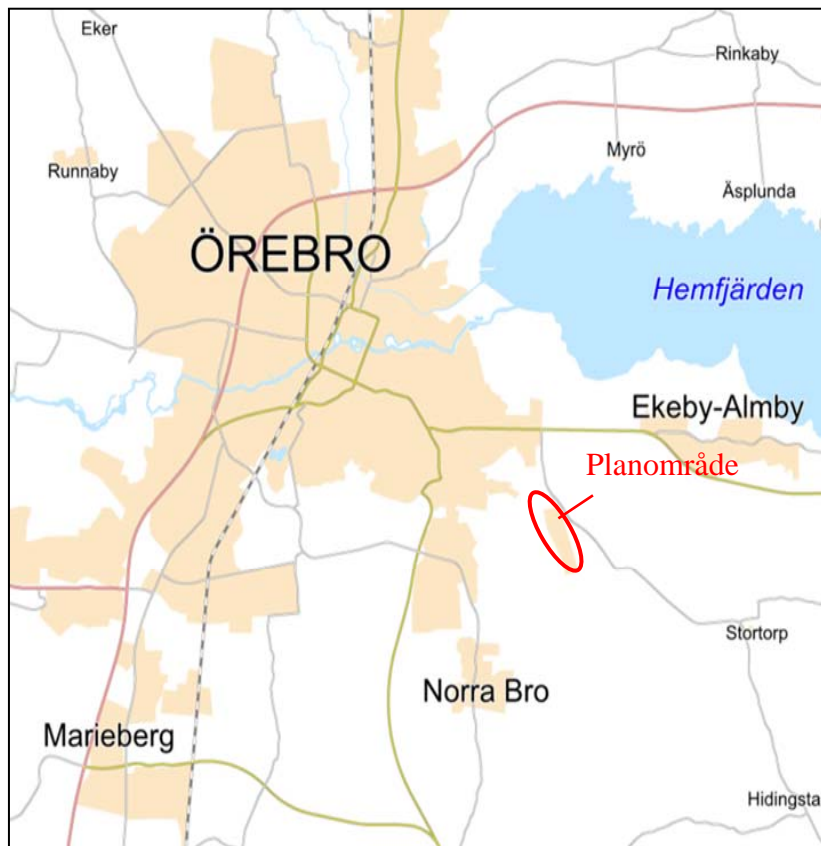 Eker
Rinkaby
Myrö
Runnaby
Äsplunda
ÖREBRO
Hemfjärden
Ekeby-Almby
Planområde
Stortorp
Norra Bro
Marieberg
Hidingsta